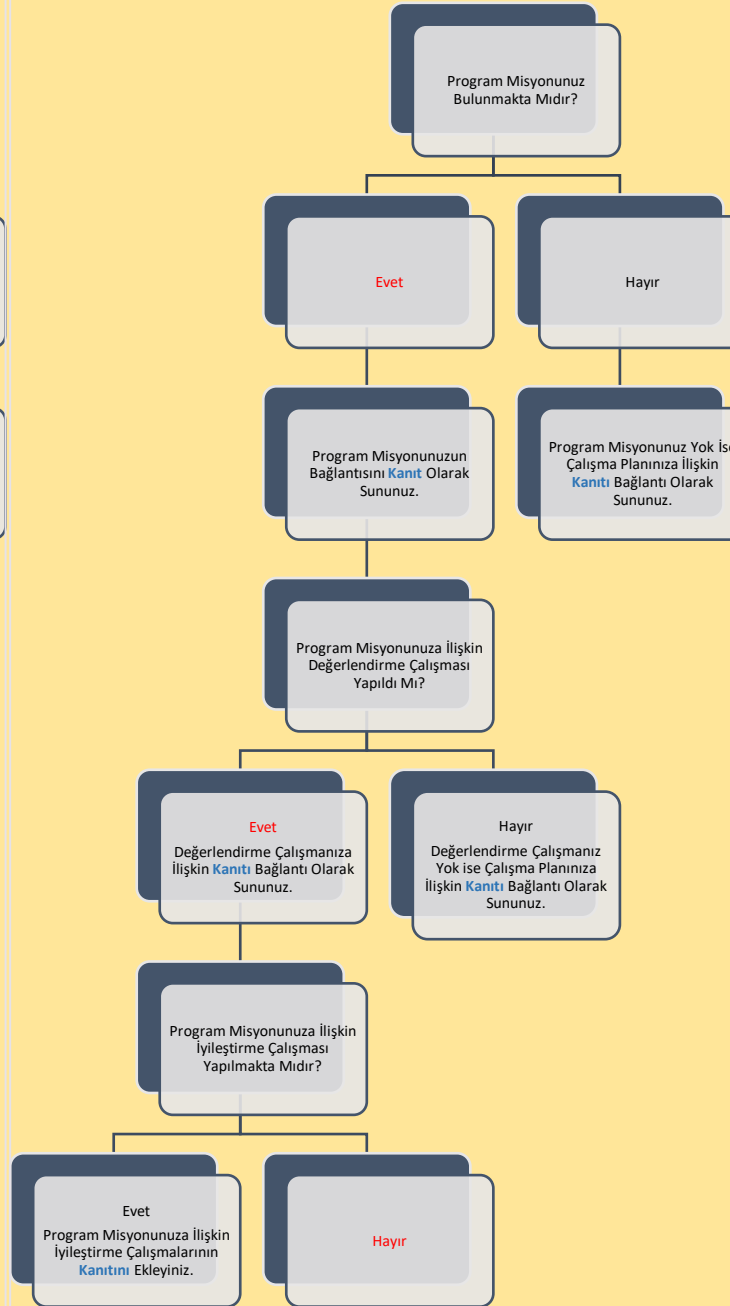 Program Misyonunuz
Bulunmakta Mıdır?
Evet
Hayır
Program Misyonunuzun
Bağlantısını Kanıt Olarak
Sununuz.
Program Misyonunuz Yok İse
Çalışma Planınıza İlişkin
Kanıtı Bağlantı Olarak
Sununuz.
Program Misyonunuza İlişkin
Değerlendirme Çalışması
Yapıldı Mı?
Evet
Değerlendirme Çalışmanıza
İlişkin Kanıtı Bağlantı Olarak
Sununuz.
Hayır
Değerlendirme Çalışmanız
Yok ise Çalışma Planınıza
İlişkin Kanıtı Bağlantı Olarak
Sununuz.
Program Misyonunuza İlişkin
İyileştirme Çalışması
Yapılmakta Mıdır?
Evet
Program Misyonunuza İlişkin
İyileştirme Çalışmalarının
Kanıtını Ekleyiniz.
Hayır